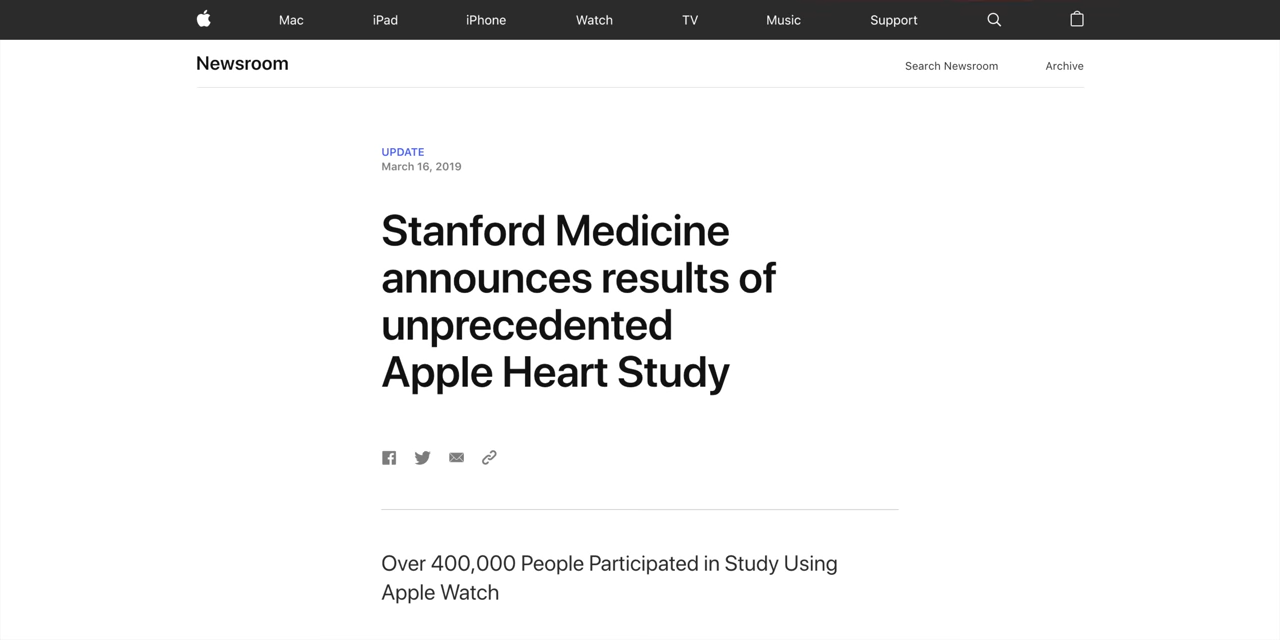 Mac iPad iPhone Watch TV Music Support
Newsroom Search Newsroom Archive
UPDATE
March 16, 2019
Stanford Medicine
announces results of
unprecedented
Apple Heart Study
Over 400,000 People Participated in Study Using
Apple Watch